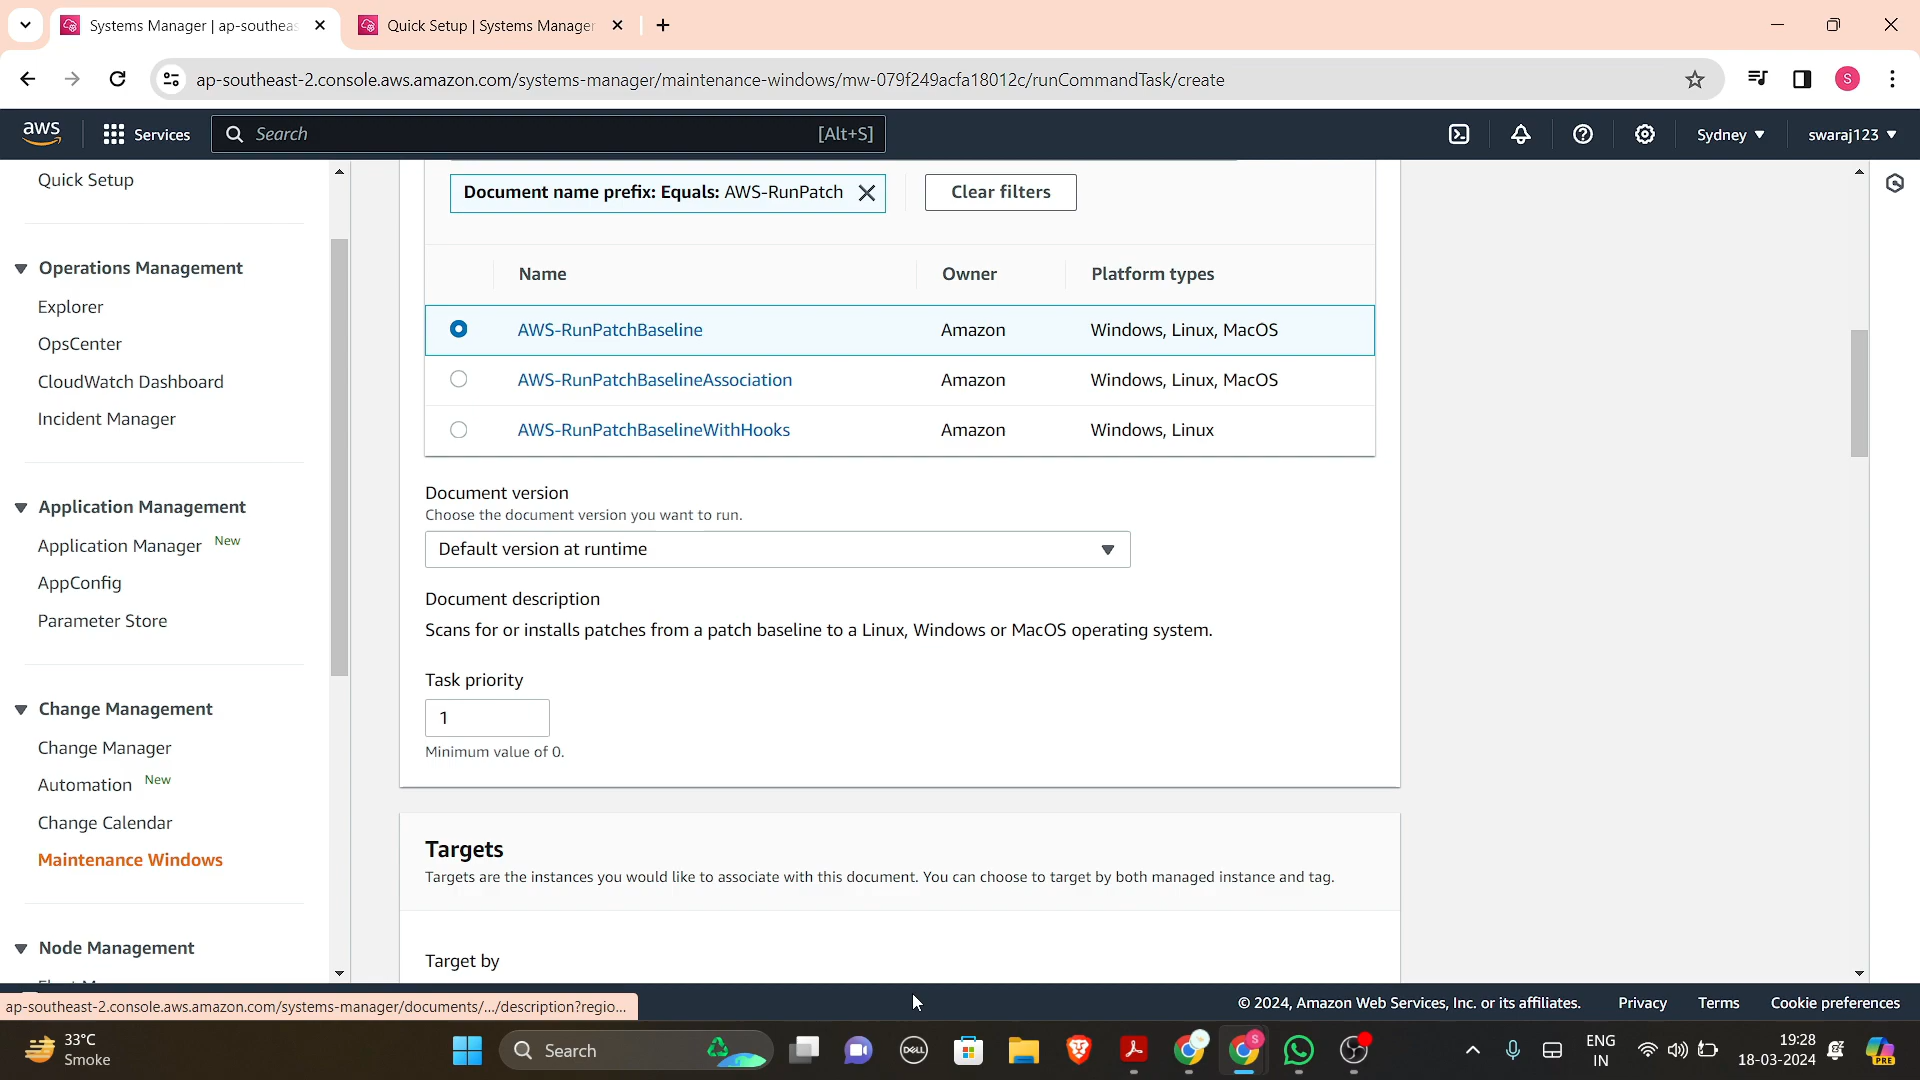 Systems Manager | ap-southeas
Quick Setup | Systems Manager
ap-southeast-2.console.aws.amazon.com/systems-manager/maintenance-windows/mw-079f249acfa18012c/runCommandTask/create
S
aws
Services
Search
[Alt+S]
Sydney
swaraj123
Quick Setup
Operations Management
Explorer
OpsCenter
CloudWatch Dashboard
Incident Manager
Application Management
Application Manager New
AppConfig
Parameter Store
Change Management
Change Manager
Automation New
Change Calendar
Maintenance Windows
Node Management
Document name prefix: Equals: AWS-RunPatch
Clear filters
Name Owner Platform types
AWS-RunPatchBaseline Amazon Windows, Linux, MacOS
AWS-RunPatchBaselineAssociation Amazon Windows, Linux, MacOS
AWS-RunPatchBaselineWithHooks Amazon Windows, Linux
Document version
Choose the document version you want to run.
Default version at runtime
Document description
Scans for or installs patches from a patch baseline to a Linux, Windows or MacOS operating system.
Task priority
1
Minimum value of 0.
Targets
Targets are the instances you would like to associate with this document. You can choose to target by both managed instance and tag.
Target by
ap-southeast-2.console.aws.amazon.com/systems-manager/documents/.../description?regio...
© 2024, Amazon Web Services, Inc. or its affiliates.
Privacy
Terms
Cookie preferences
33°C
Smoke
Search
DELL
S
ENG
IN
19:28
18-03-2024
PRE